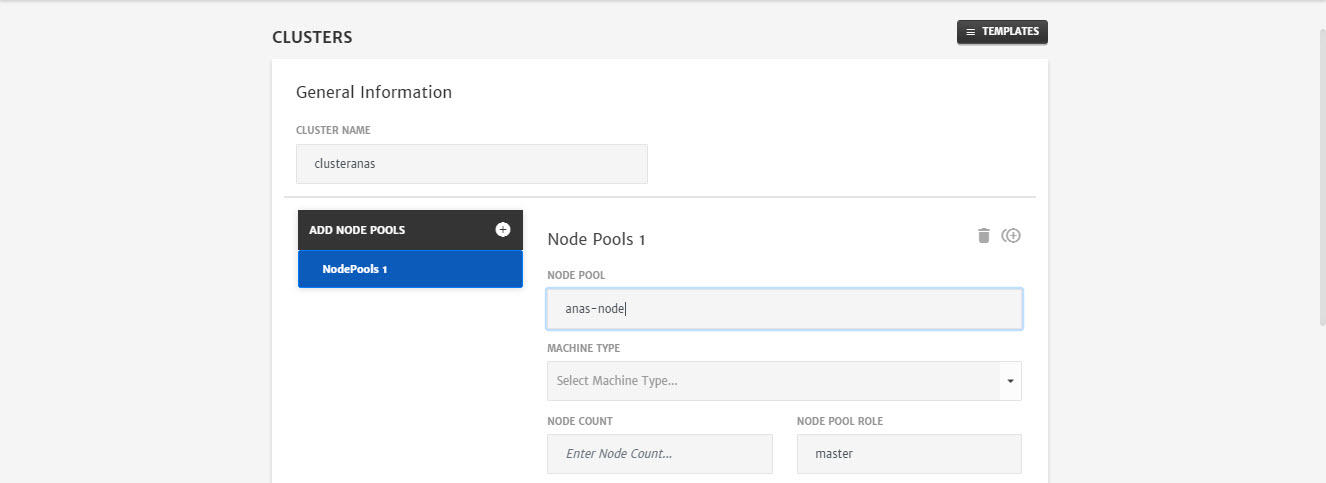 CLUSTERS
TEMPLATES
General Information
CLUSTER NAME
clusteranas
ADD NODE POOLS
NodePools 1
Node Pools 1
NODE POOL
anas-node
MACHINE TYPE
Select Machine Type...
NODE COUNT
NODE POOL ROLE
Enter Node Count...
master